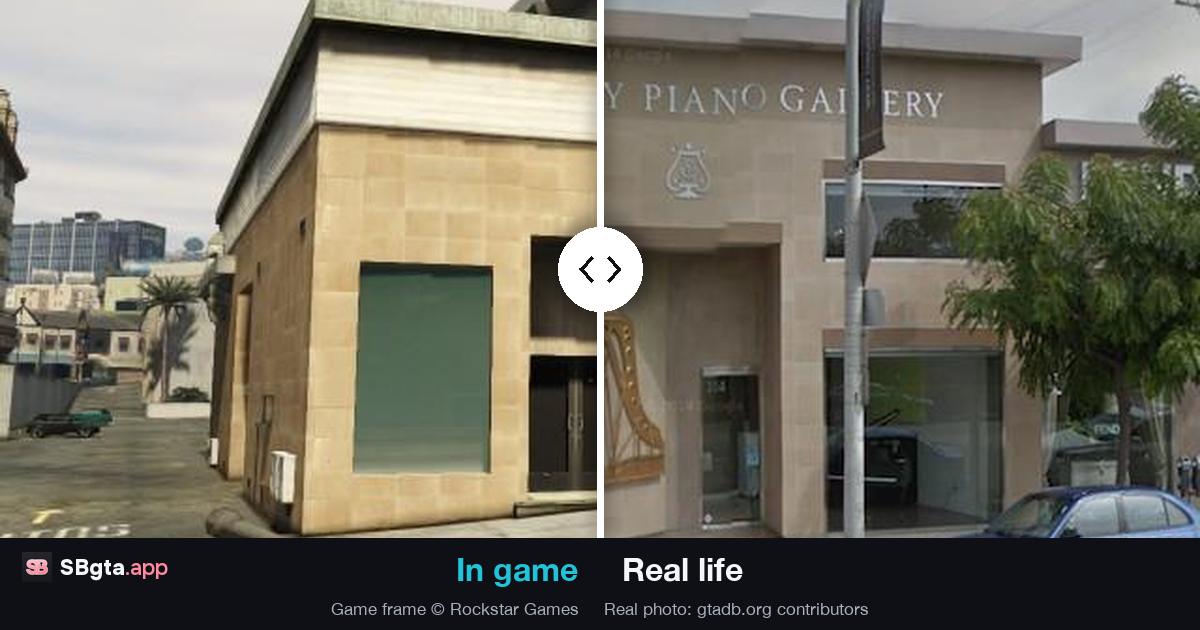 Y PIANO GALLERY
SBgta.app
In game
Real life
Game frame © Rockstar Games
Real photo: gtadb.org contributors